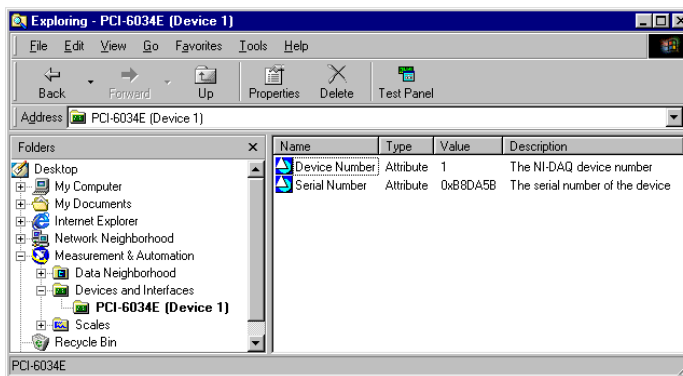 Exploring - PCI-6034E (Device 1)
File Edit View Go Favorites Tools Help
Back Forward Up Properties Delete Test Panel
Address PCI-6034E (Device 1)
Folders
Name Type Value Description
Desktop
Device Number Attribute 1 The NI-DAQ device number
My Computer
Serial Number Attribute 0xB8DA5B The serial number of the device
My Documents
Internet Explorer
Network Neighborhood
Measurement & Automation
Data Neighborhood
Devices and Interfaces
PCI-6034E (Device 1)
Scales
Recycle Bin
PCI-6034E